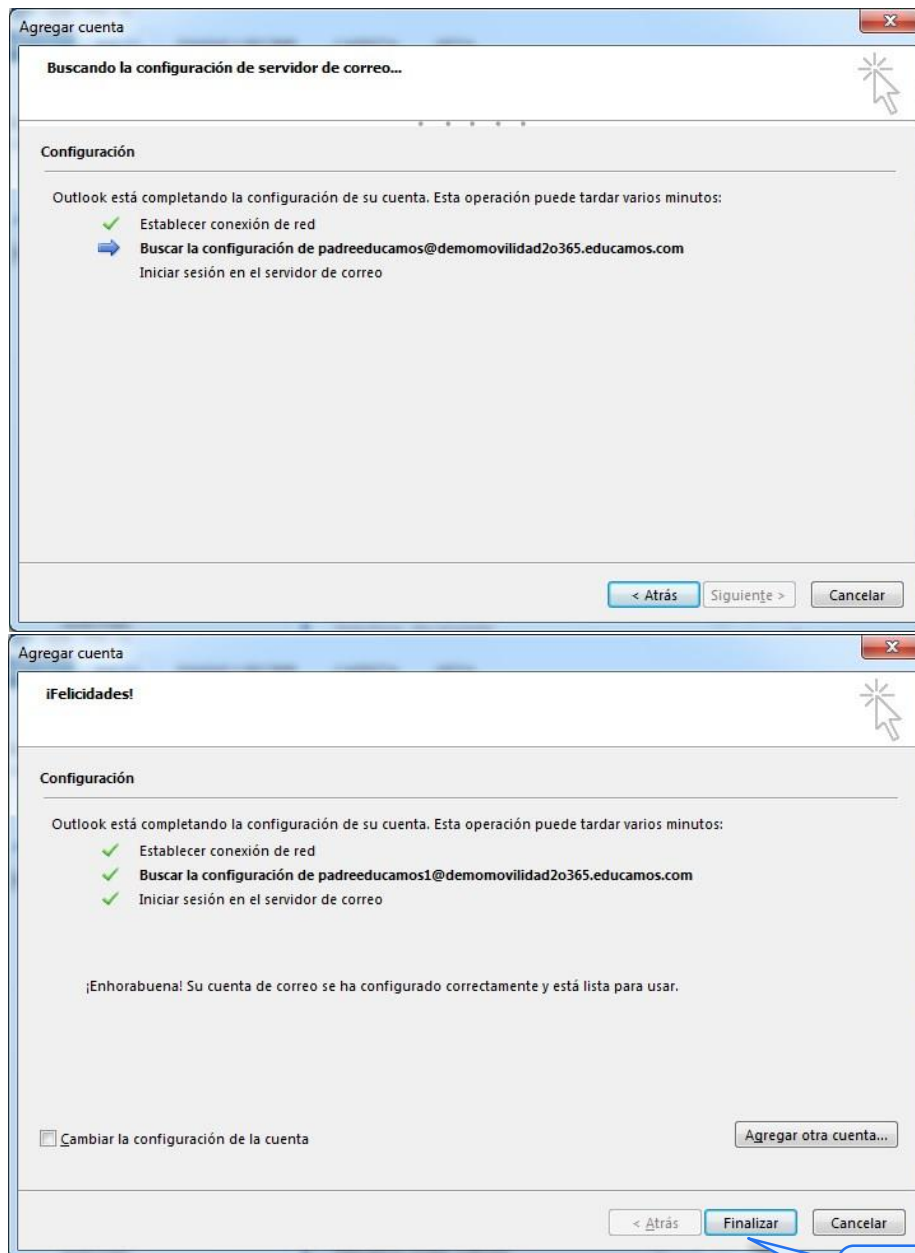 Agregar cuenta
Buscando la configuración de servidor de correo...
Configuración
Outlook está completando la configuración de su cuenta. Esta operación puede tardar varios minutos:
Establecer conexión de red
Buscar la configuración de padreeducamos@demomovilidad2o365.educamos.com
Iniciar sesión en el servidor de correo
< Atrás Siguiente > Cancelar
Agregar cuenta
¡Felicidades!
Configuración
Outlook está completando la configuración de su cuenta. Esta operación puede tardar varios minutos:
Establecer conexión de red
Buscar la configuración de padreeducamos1@demomovilidad2o365.educamos.com
Iniciar sesión en el servidor de correo
¡Enhorabuena! Su cuenta de correo se ha configurado correctamente y está lista para usar.
Cambiar la configuración de la cuenta Agregar otra cuenta...
< Atrás Finalizar Cancelar